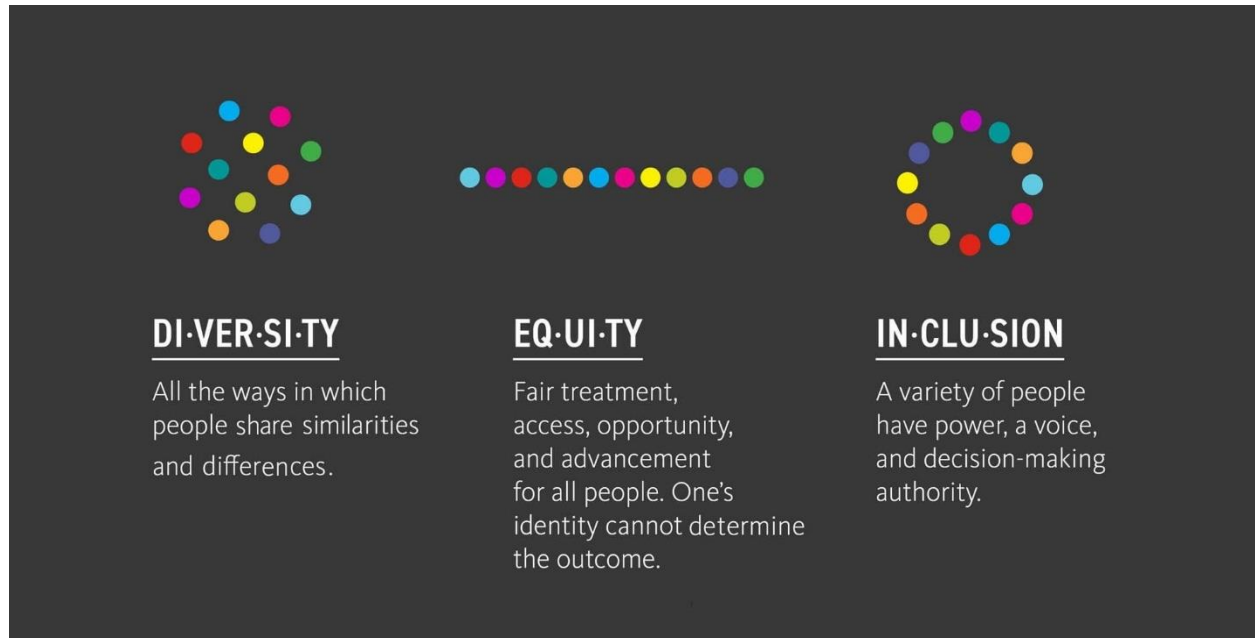 DI·VER·SI·TY
All the ways in which
people share similarities
and differences.
EQ·UI·TY
Fair treatment,
access, opportunity,
and advancement
for all people. One’s
identity cannot determine
the outcome.
IN·CLU·SION
A variety of people
have power, a voice,
and decision-making
authority.